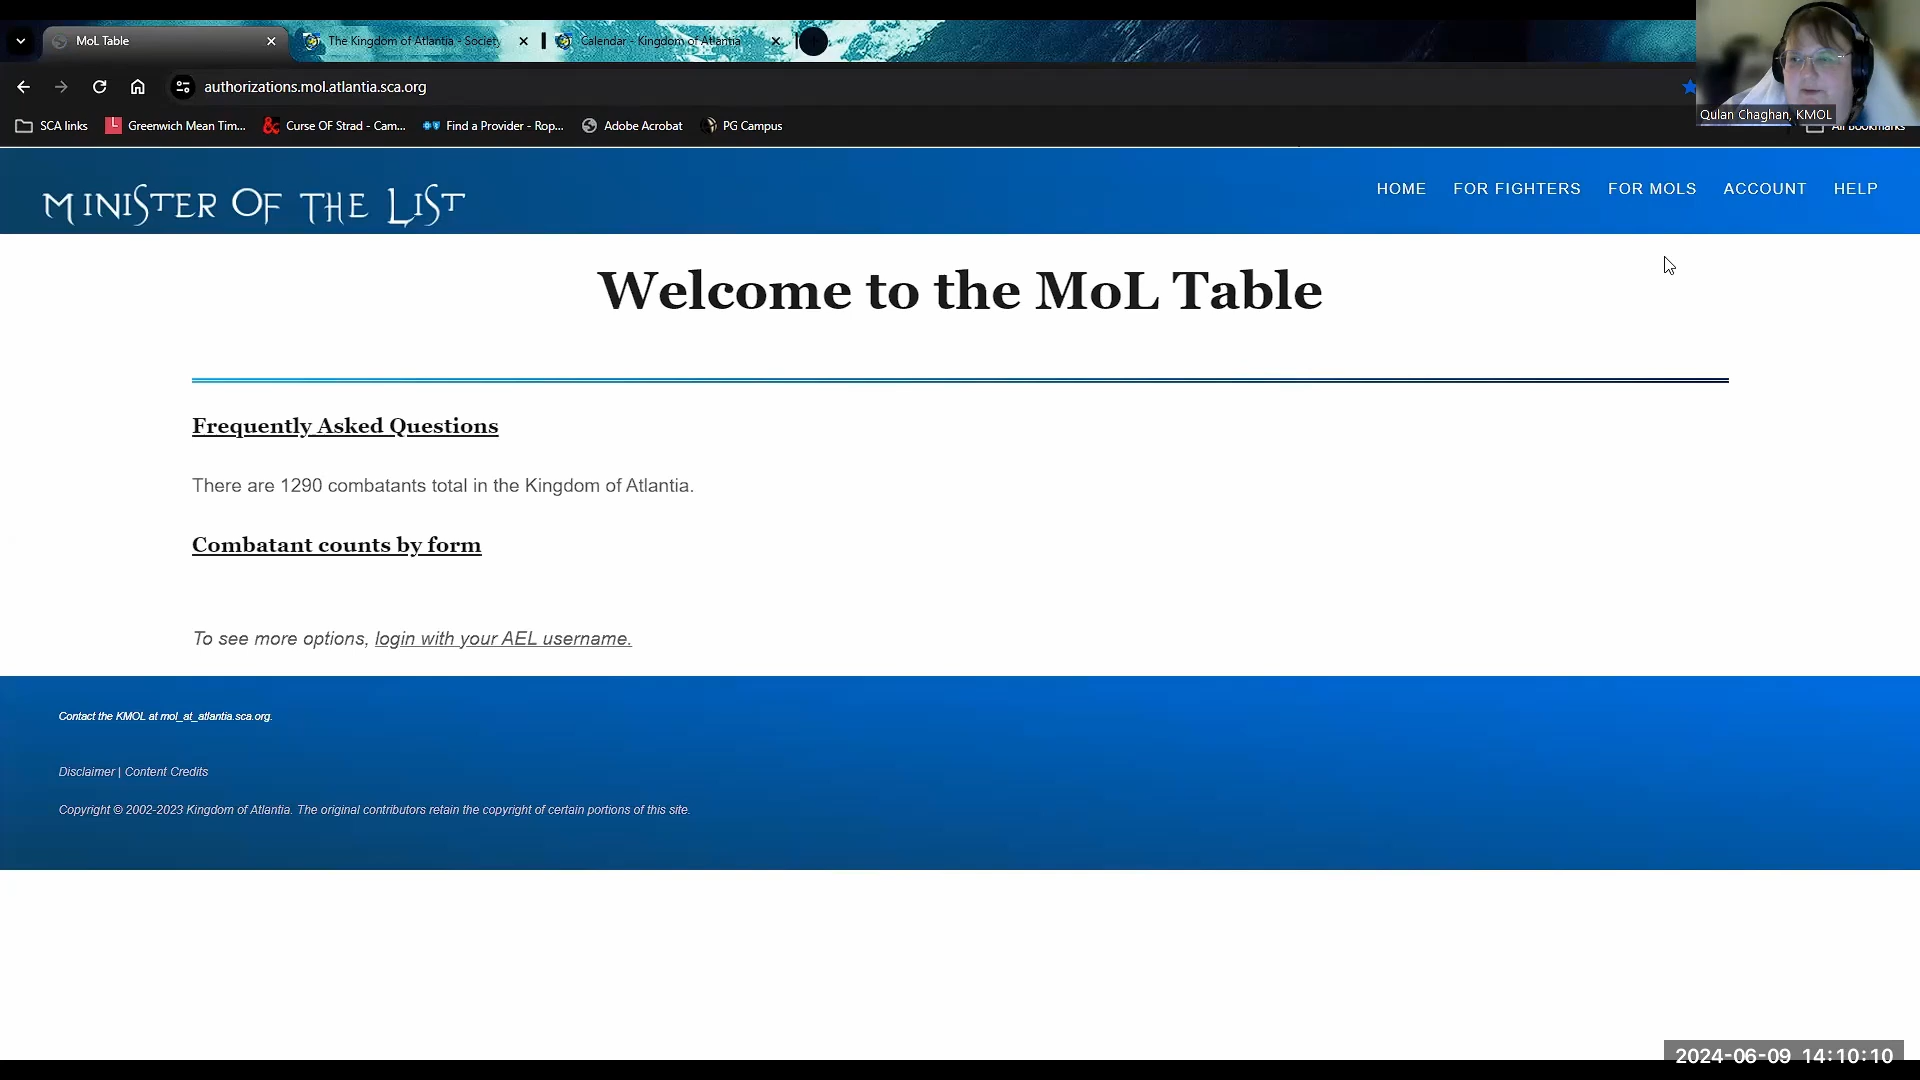 MoL Table
The Kingdom of Atlantia - Society
Calendar - Kingdom of Atlantia
authorizations.mol.atlantia.sca.org
SCA links
Greenwich Mean Tim...
Curse OF Strad - Cam...
Find a Provider - Rop...
Adobe Acrobat
PG Campus
All Bookmarks
Qulan Chaghan, KMOL
MINISTER OF THE LIST
HOME
FOR FIGHTERS
FOR MOLS
ACCOUNT
HELP
Welcome to the MoL Table
Frequently Asked Questions
There are 1290 combatants total in the Kingdom of Atlantia.
Combatant counts by form
To see more options, login with your AEL username.
Contact the KMOL at mol_at_atlantia.sca.org.
Disclaimer | Content Credits
Copyright © 2002-2023 Kingdom of Atlantia. The original contributors retain the copyright of certain portions of this site.
2024-06-09 14:10:10